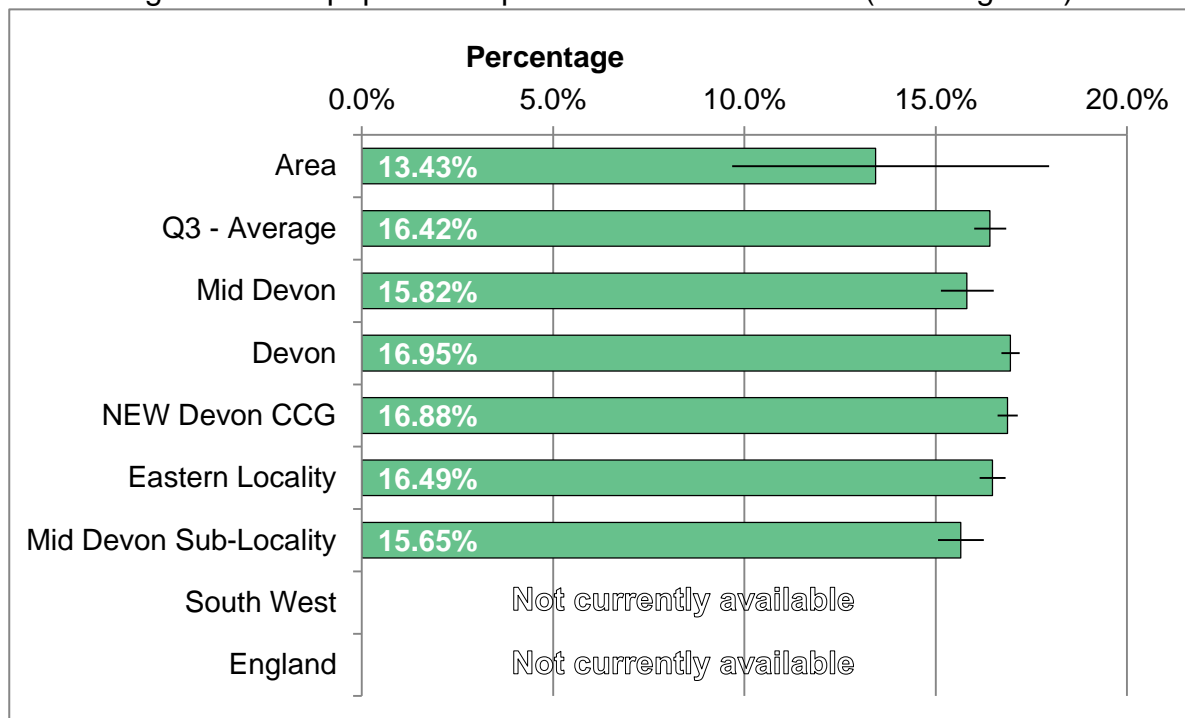 Percentage
0.0% 5.0% 10.0% 15.0% 20.0%
Area 13.43%
Q3 - Average 16.42%
Mid Devon 15.82%
Devon 16.95%
NEW Devon CCG 16.88%
Eastern Locality 16.49%
Mid Devon Sub-Locality 15.65%
South West Not currently available
England Not currently available